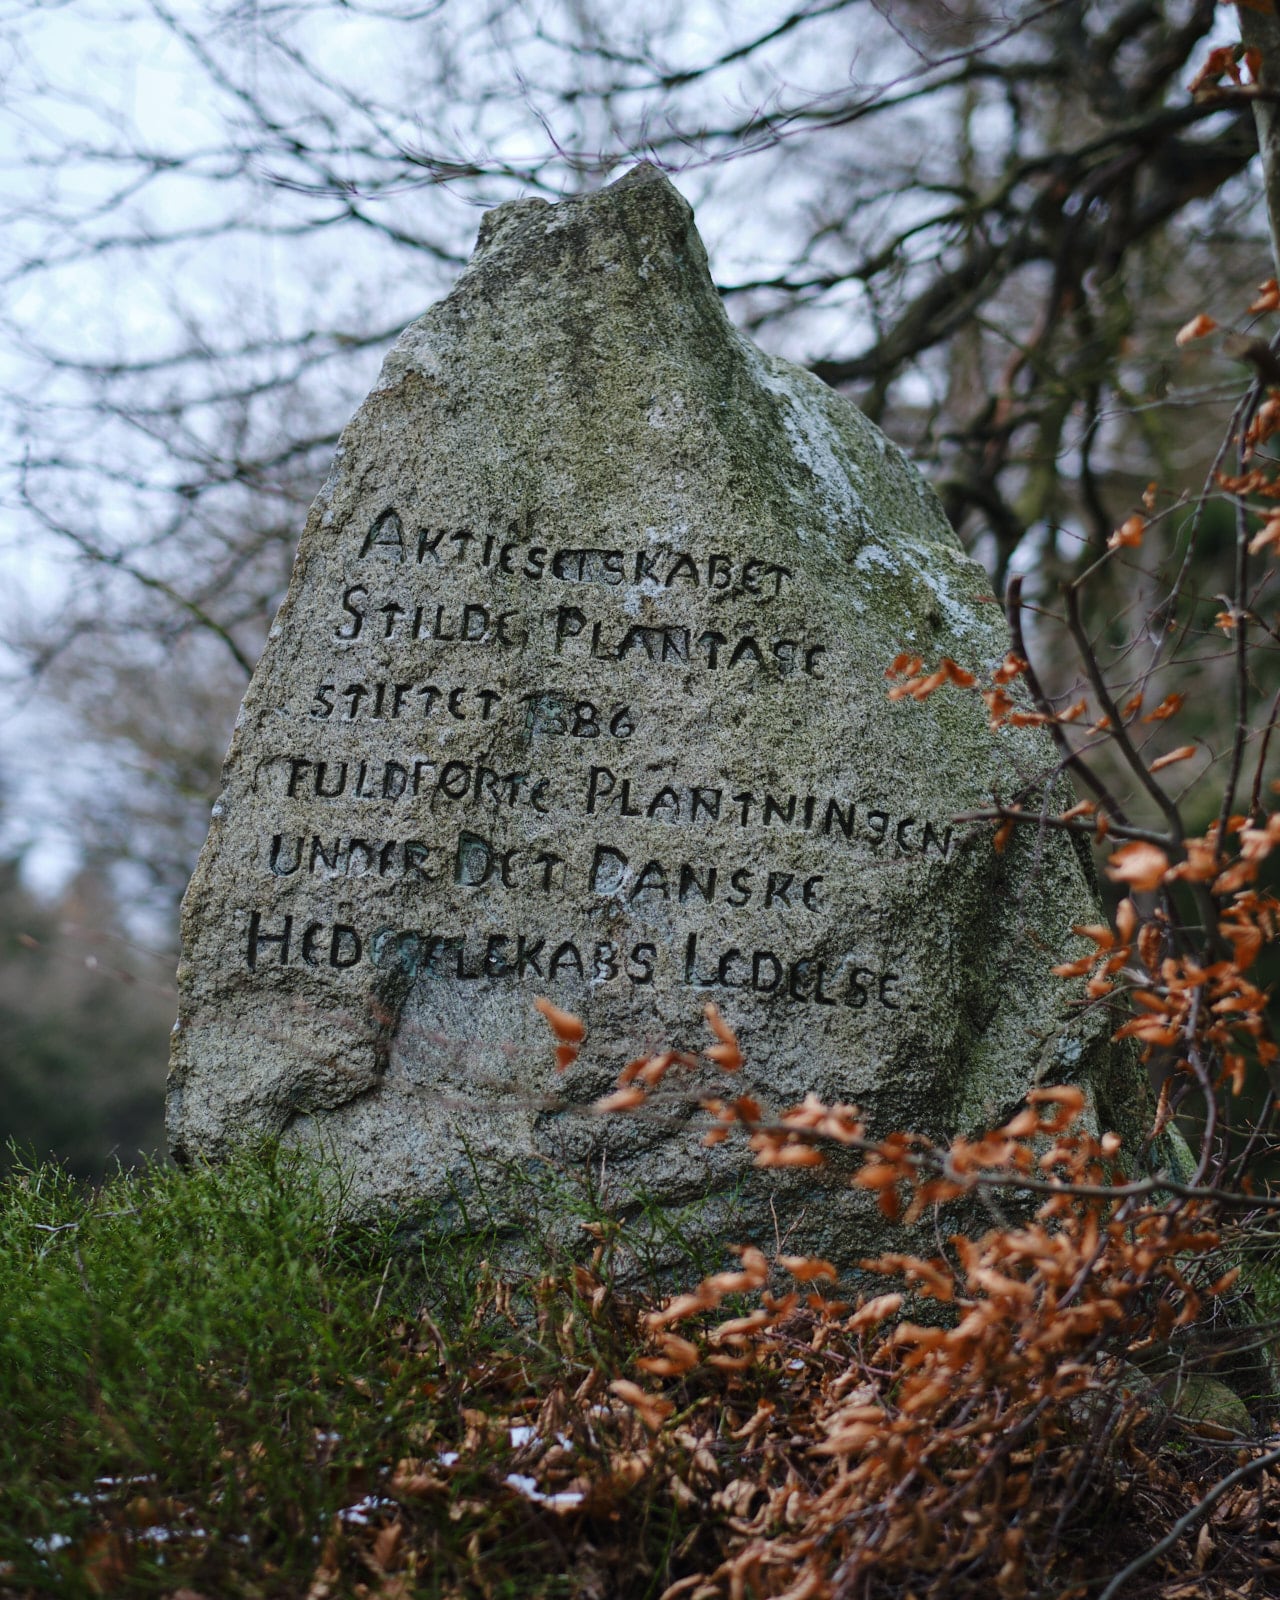 AKTIESELSKABET
STILDE PLANTAGE
STIFTET 1886
FULDFØRTE PLANTNINGEN
UNDER DET DANSKE
HEDESELSKABS LEDELSE.